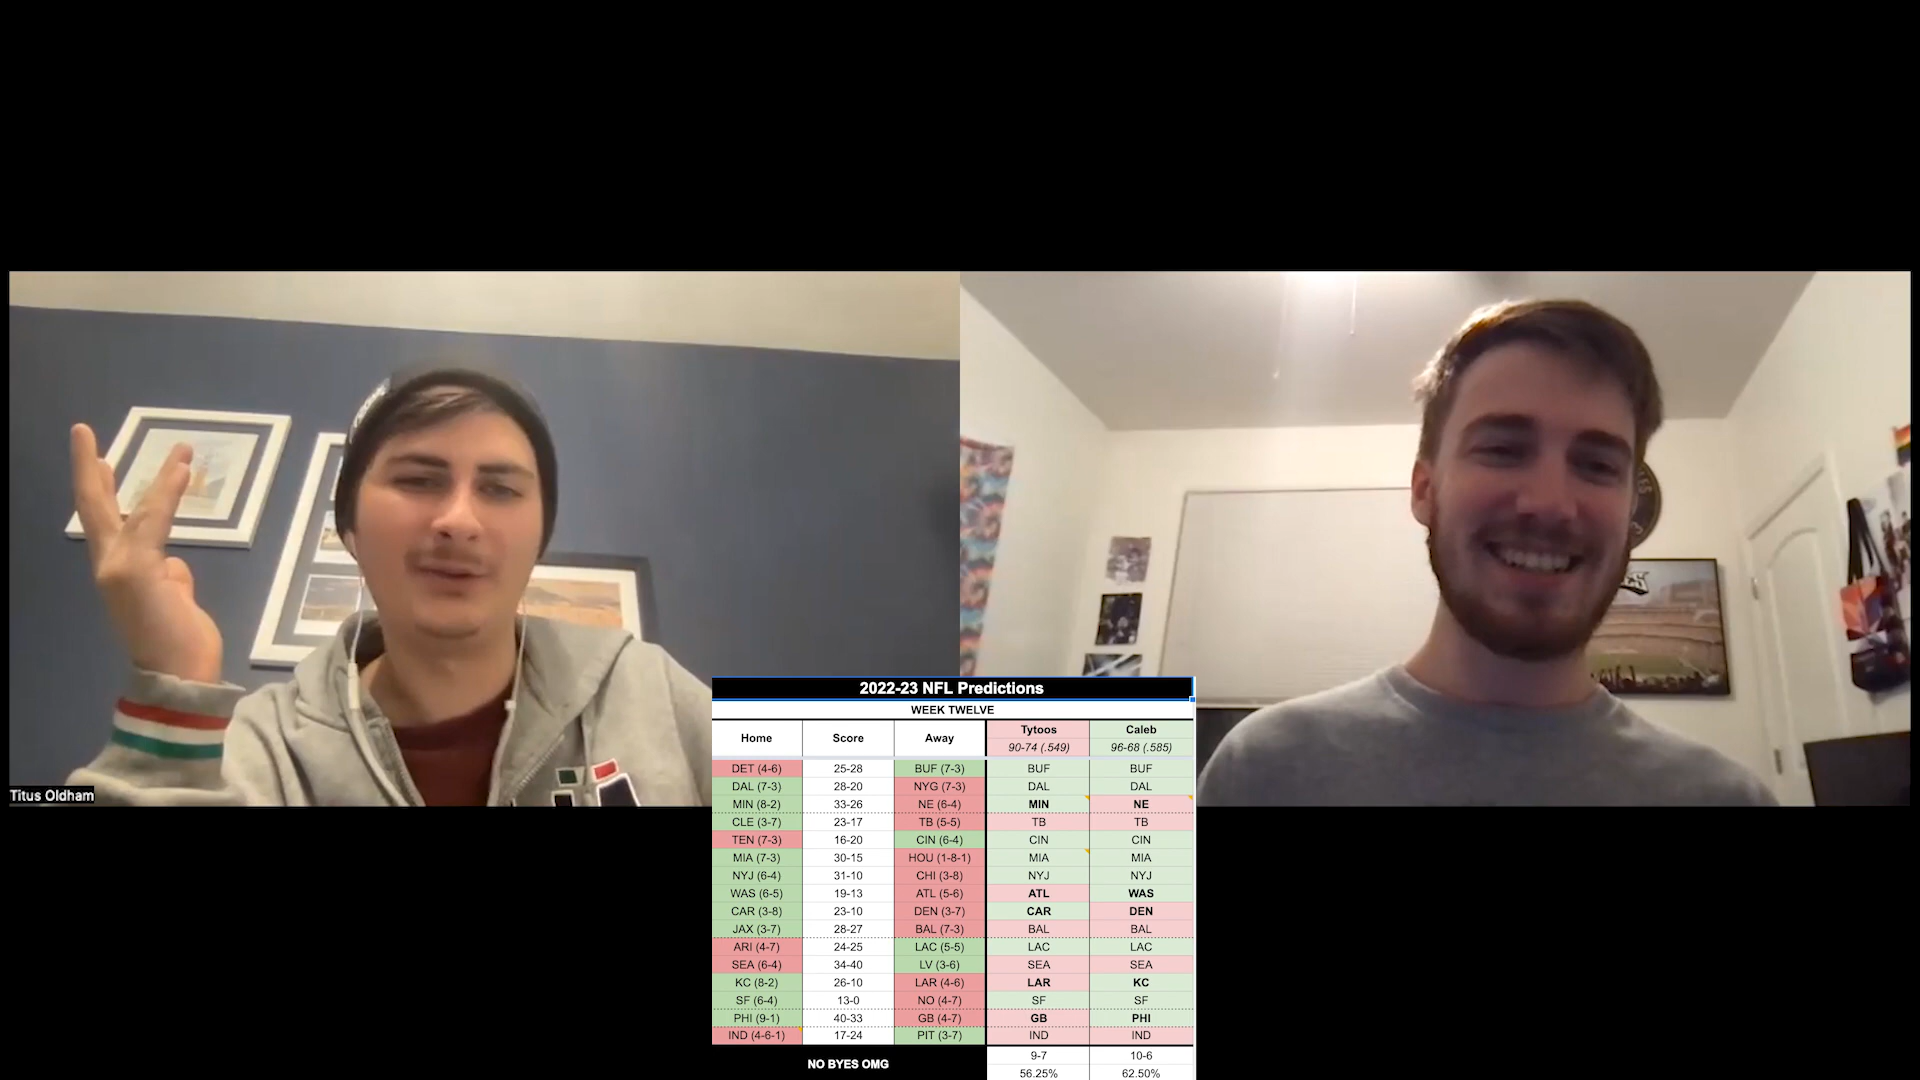 Titus Oldham
2022-23 NFL Predictions
WEEK TWELVE
Home Score Away Tytoos Caleb
90-74 (.549) 96-68 (.585)
DET (4-6) 25-28 BUF (7-3) BUF BUF
DAL (7-3) 28-20 NYG (7-3) DAL DAL
MIN (8-2) 33-26 NE (6-4) MIN NE
CLE (3-7) 23-17 TB (5-5) TB TB
TEN (7-3) 16-20 CIN (6-4) CIN CIN
MIA (7-3) 30-15 HOU (1-8-1) MIA MIA
NYJ (6-4) 31-10 CHI (3-8) NYJ NYJ
WAS (6-5) 19-13 ATL (5-6) ATL WAS
CAR (3-8) 23-10 DEN (3-7) CAR DEN
JAX (3-7) 28-27 BAL (7-3) BAL BAL
ARI (4-7) 24-25 LAC (5-5) LAC LAC
SEA (6-4) 34-40 LV (3-6) SEA SEA
KC (8-2) 26-10 LAR (4-6) LAR KC
SF (6-4) 13-0 NO (4-7) SF SF
PHI (9-1) 40-33 GB (4-7) GB PHI
IND (4-6-1) 17-24 PIT (3-7) IND IND
NO BYES OMG
9-7 10-6
56.25% 62.50%